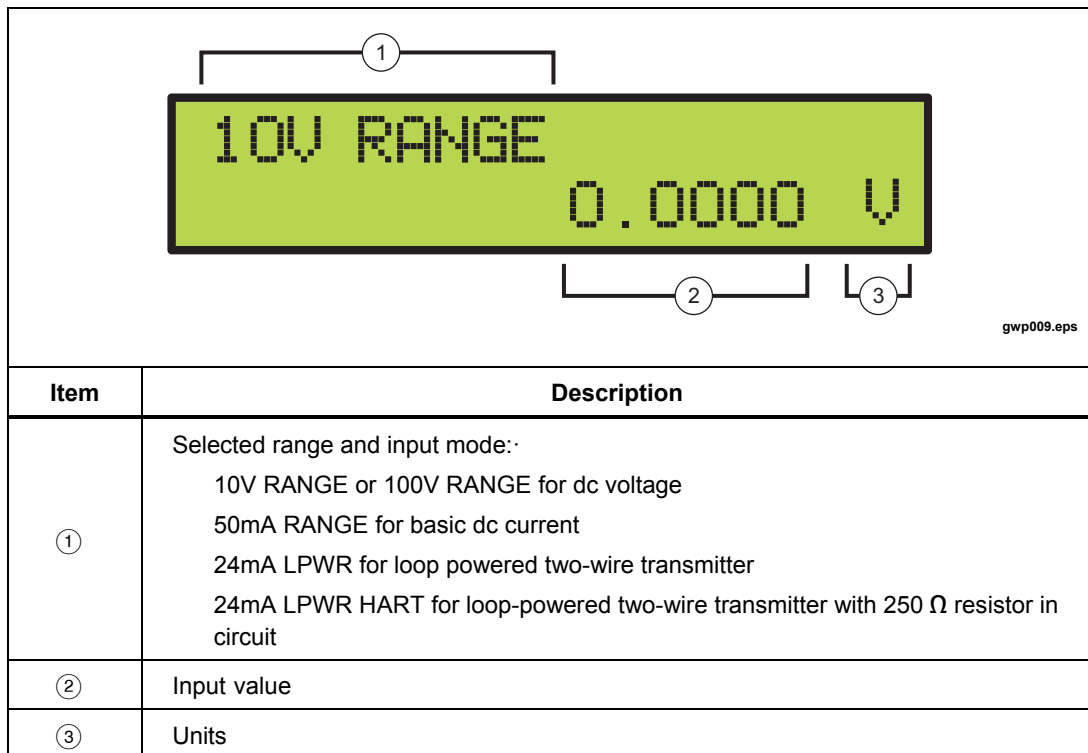 1
10V RANGE
0.0000 V
2
3
gwp009.eps
Item
Description
1
Selected range and input mode:·
10V RANGE or 100V RANGE for dc voltage
50mA RANGE for basic dc current
24mA LPWR for loop powered two-wire transmitter
24mA LPWR HART for loop-powered two-wire transmitter with 250 Ω resistor in
circuit
2
Input value
3
Units